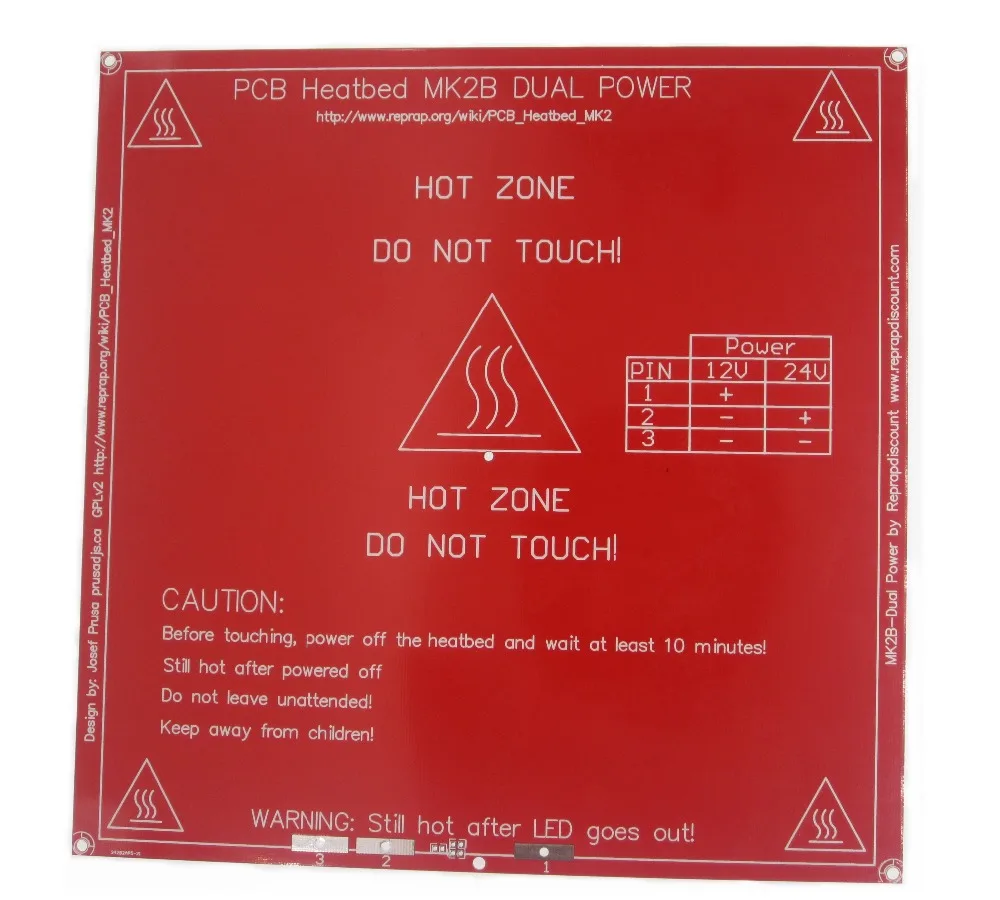 PCB Heatbed MK2B DUAL POWER
http://www.reprap.org/wiki/PCB_Heatbed_MK2
HOT ZONE
DO NOT TOUCH!
Power
PIN 12V 24V
1 +
2 - +
3 - -
HOT ZONE
DO NOT TOUCH!
CAUTION:
Before touching, power off the heatbed and wait at least 10 minutes!
Still hot after powered off
Do not leave unattended!
Keep away from children!
WARNING: Still hot after LED goes out!
3 2 1
Design by: Josef Prusa prusadjs.ca GPLv2 http://www.reprap.org/wiki/PCB_Heatbed_MK2
MK2B-Dual Power by Reprapdiscount www.reprapdiscount.com